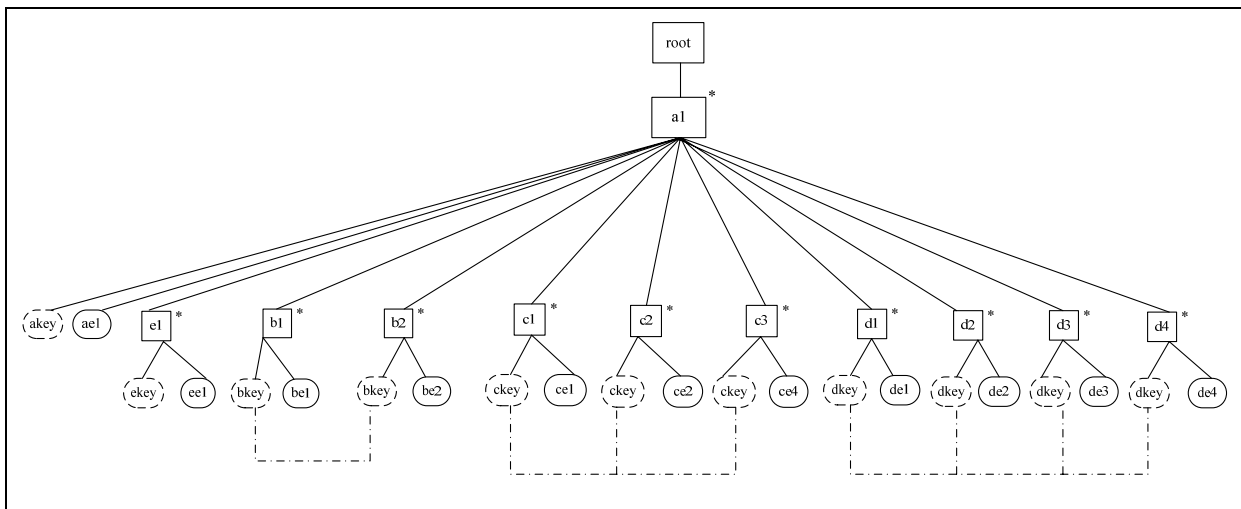 root
a1 *
akey ae1 e1 * b1 * b2 * c1 * c2 * c3 * d1 * d2 * d3 * d4 *
ekey ee1 bkey be1 bkey be2 ckey ce1 ckey ce2 ckey ce4 dkey de1 dkey de2 dkey de3 dkey de4